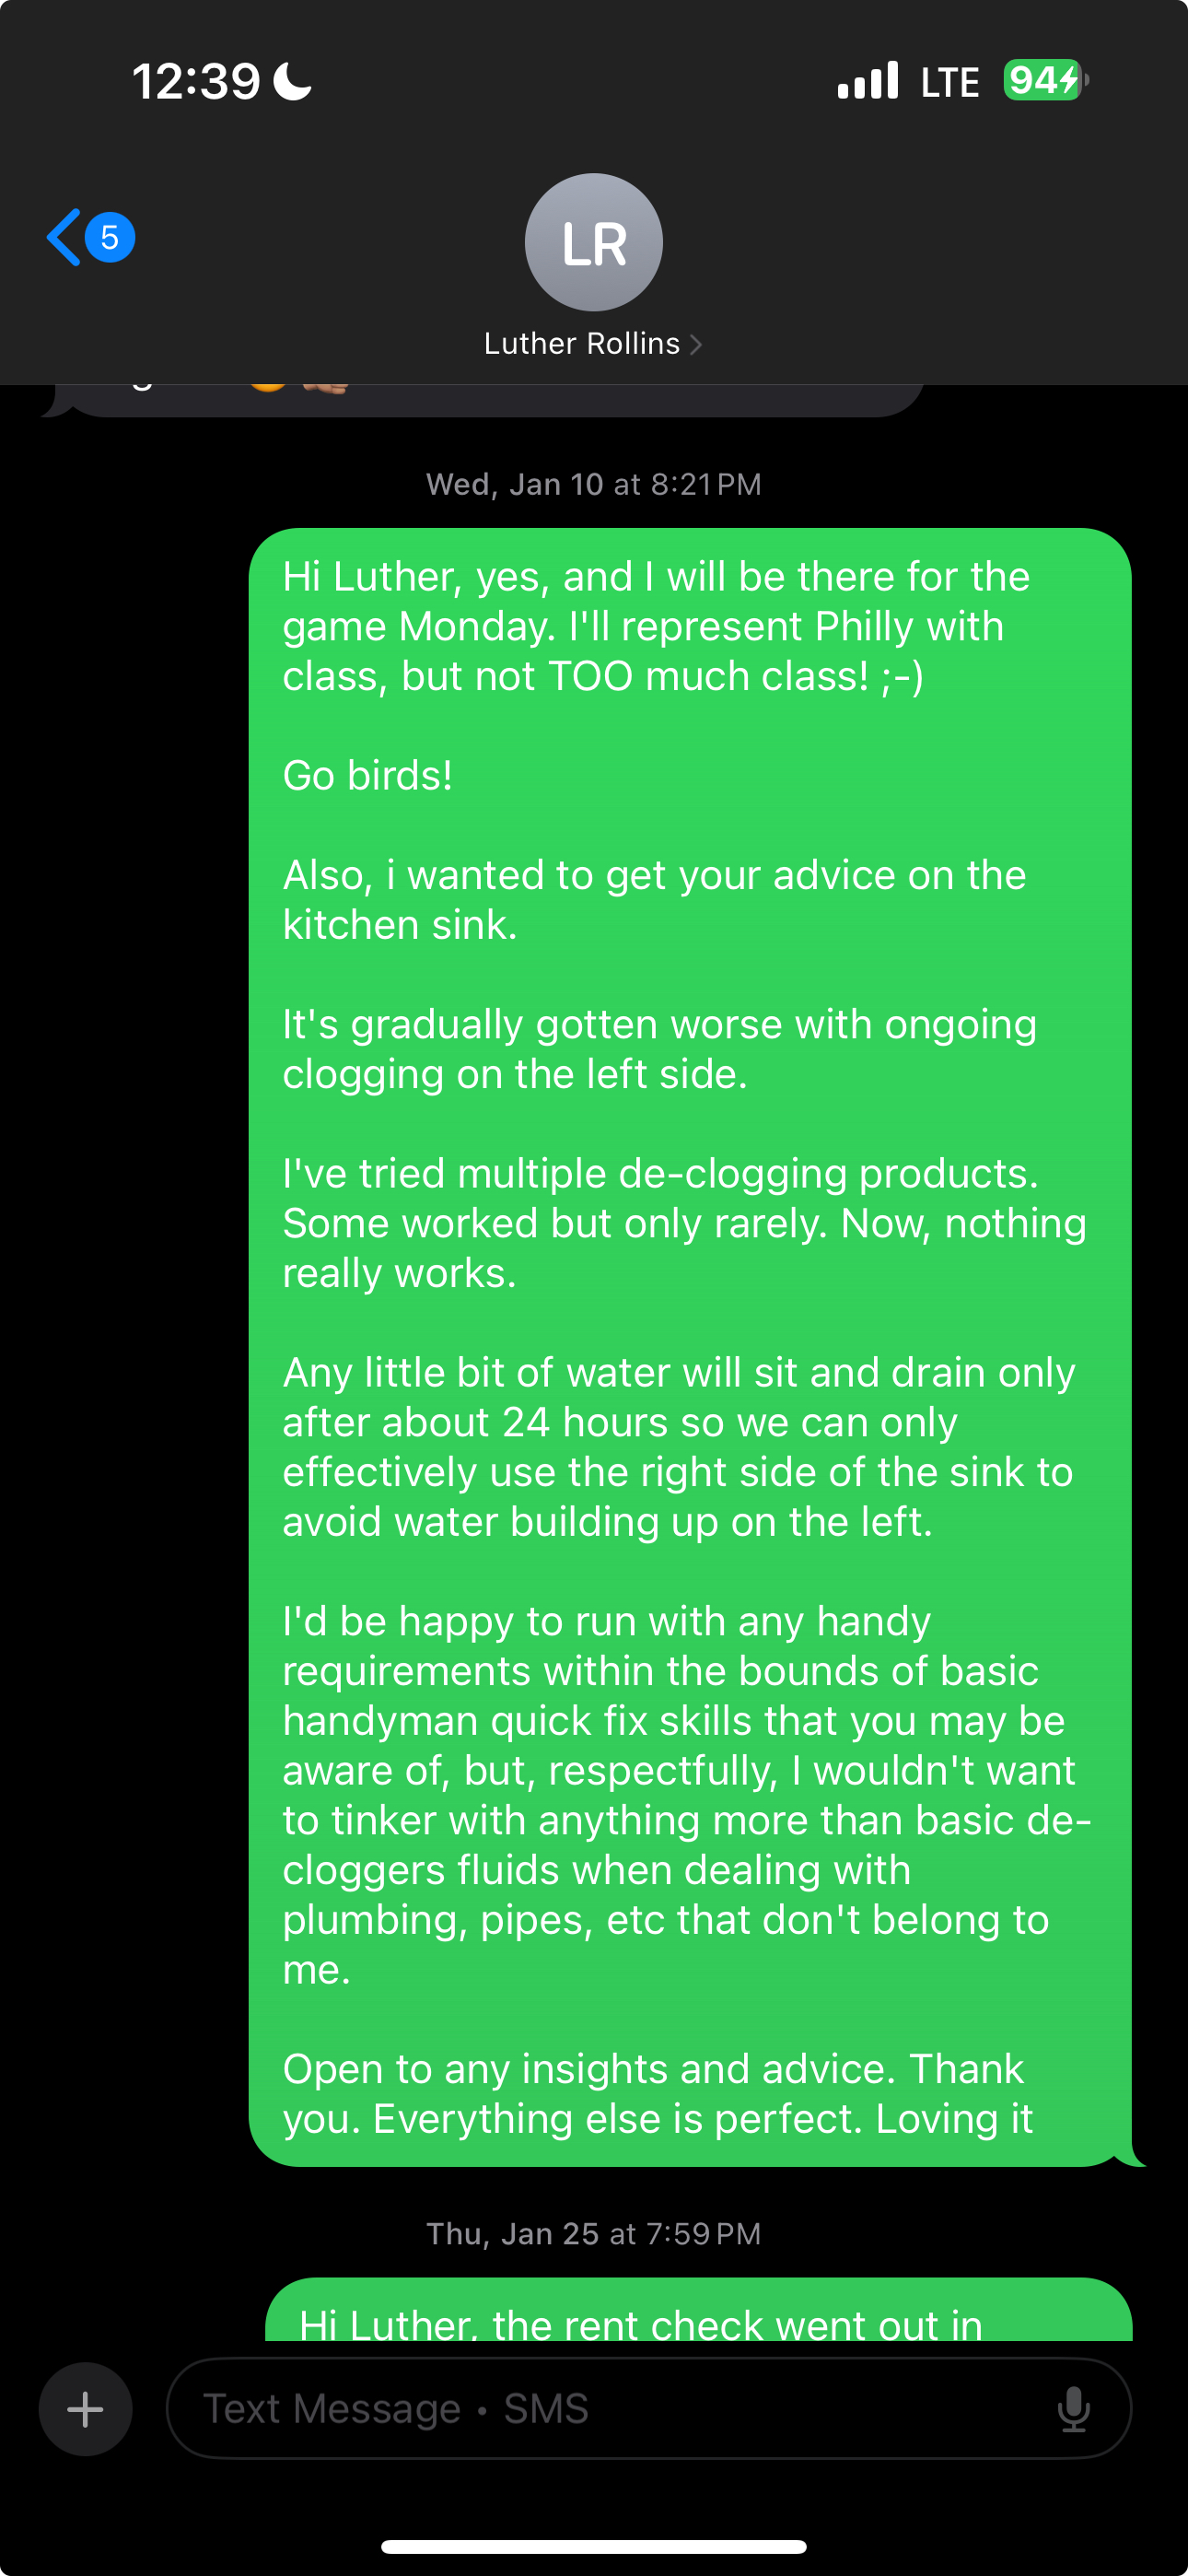 12:39
LTE
94
5
LR
Luther Rollins
Wed, Jan 10 at 8:21 PM
Hi Luther, yes, and I will be there for the
game Monday. I'll represent Philly with
class, but not TOO much class! ;-)
Go birds!
Also, i wanted to get your advice on the
kitchen sink.
It's gradually gotten worse with ongoing
clogging on the left side.
I've tried multiple de-clogging products.
Some worked but only rarely. Now, nothing
really works.
Any little bit of water will sit and drain only
after about 24 hours so we can only
effectively use the right side of the sink to
avoid water building up on the left.
I'd be happy to run with any handy
requirements within the bounds of basic
handyman quick fix skills that you may be
aware of, but, respectfully, I wouldn't want
to tinker with anything more than basic de-
cloggers fluids when dealing with
plumbing, pipes, etc that don't belong to
me.
Open to any insights and advice. Thank
you. Everything else is perfect. Loving it
Thu, Jan 25 at 7:59 PM
Hi Luther, the rent check went out in
Text Message • SMS